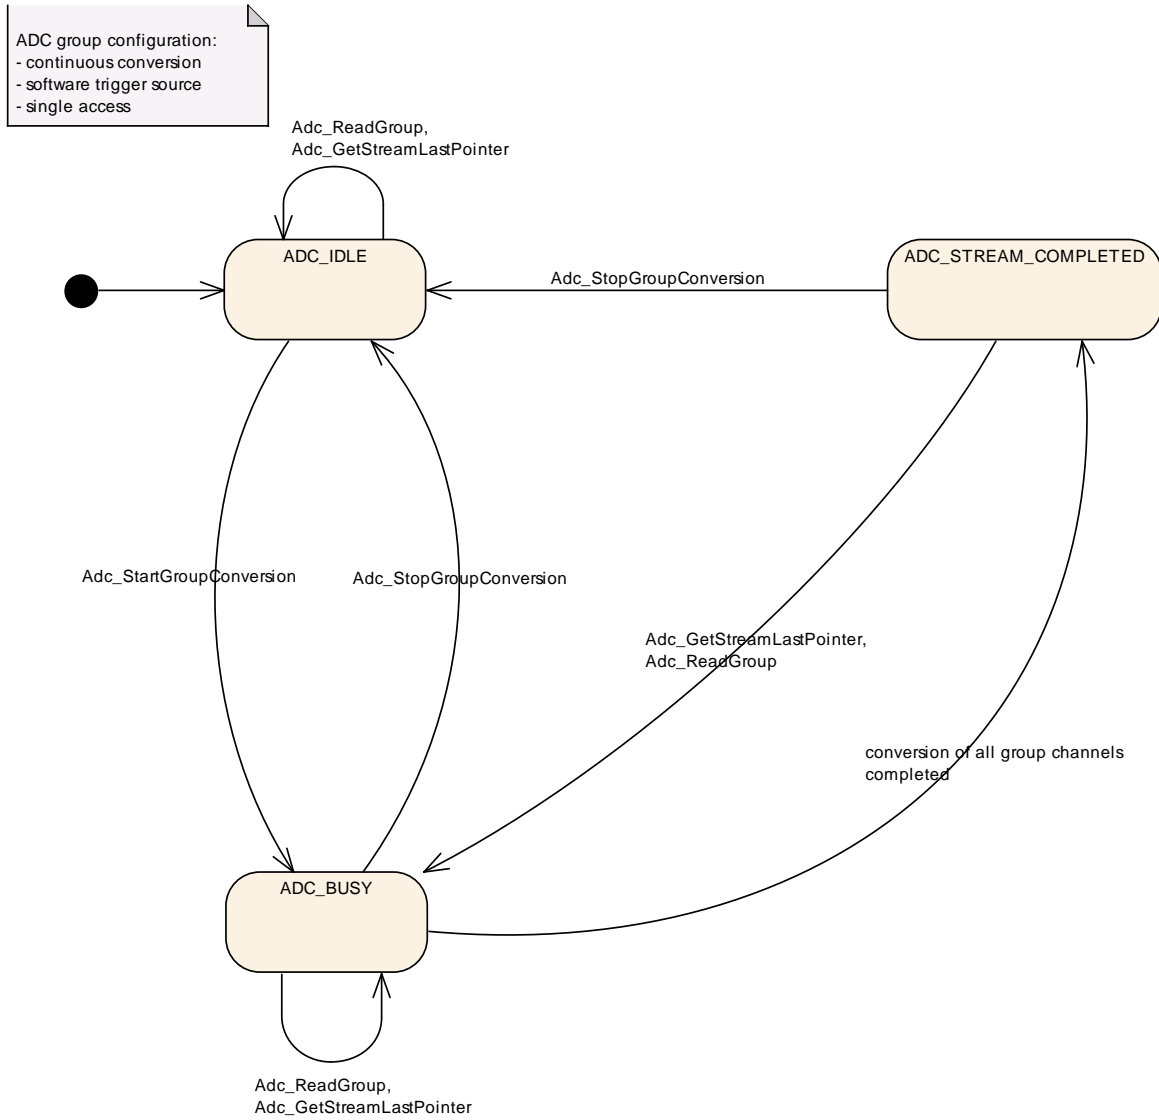 ADC group configuration:
- continuous conversion
- software trigger source
- single access
Adc_ReadGroup,
Adc_GetStreamLastPointer
ADC_IDLE
ADC_STREAM_COMPLETED
Adc_StopGroupConversion
Adc_StartGroupConversion
Adc_StopGroupConversion
Adc_GetStreamLastPointer,
Adc_ReadGroup
conversion of all group channels
completed
ADC_BUSY
Adc_ReadGroup,
Adc_GetStreamLastPointer